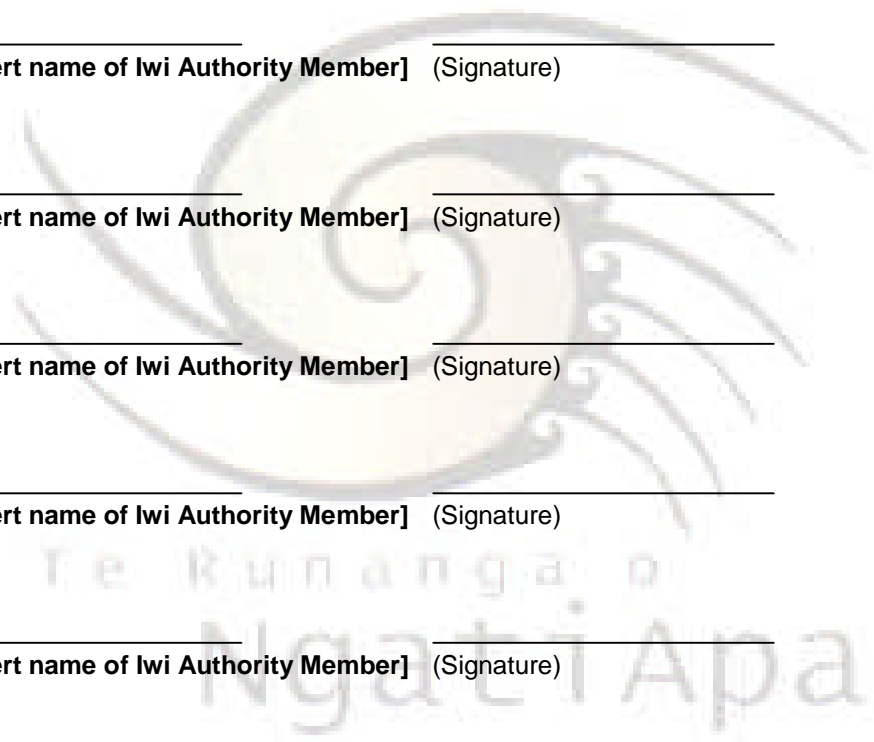 ert name of Iwi Authority Member] (Signature)
ert name of Iwi Authority Member] (Signature)
ert name of Iwi Authority Member] (Signature)
ert name of Iwi Authority Member] (Signature)
Te Runanga o
ert name of Iwi Authority Member] (Signature)
Ngati Apa